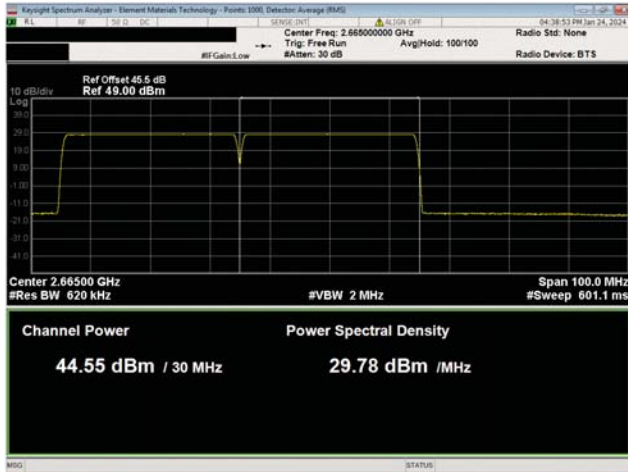 Keysight Spectrum Analyzer - Element Materials Technology - Points: 1000, Detector: Average (RMS)
RL RF 50 Ω DC SENSE:INT ALIGN OFF 04:38:53 PM Jan 24, 2024
Center Freq: 2.665000000 GHz Radio Std: None
Trig: Free Run Avg|Hold: 100/100
#IFGain:Low #Atten: 30 dB Radio Device: BTS
Ref Offset 45.5 dB
10 dB/div Ref 49.00 dBm
Log
39.0
29.0
19.0
9.00
-1.00
-11.0
-21.0
-31.0
-41.0
Center 2.66500 GHz Span 100.0 MHz
#Res BW 620 kHz #VBW 2 MHz #Sweep 601.1 ms
Channel Power Power Spectral Density
44.55 dBm / 30 MHz 29.78 dBm /MHz
MSG STATUS